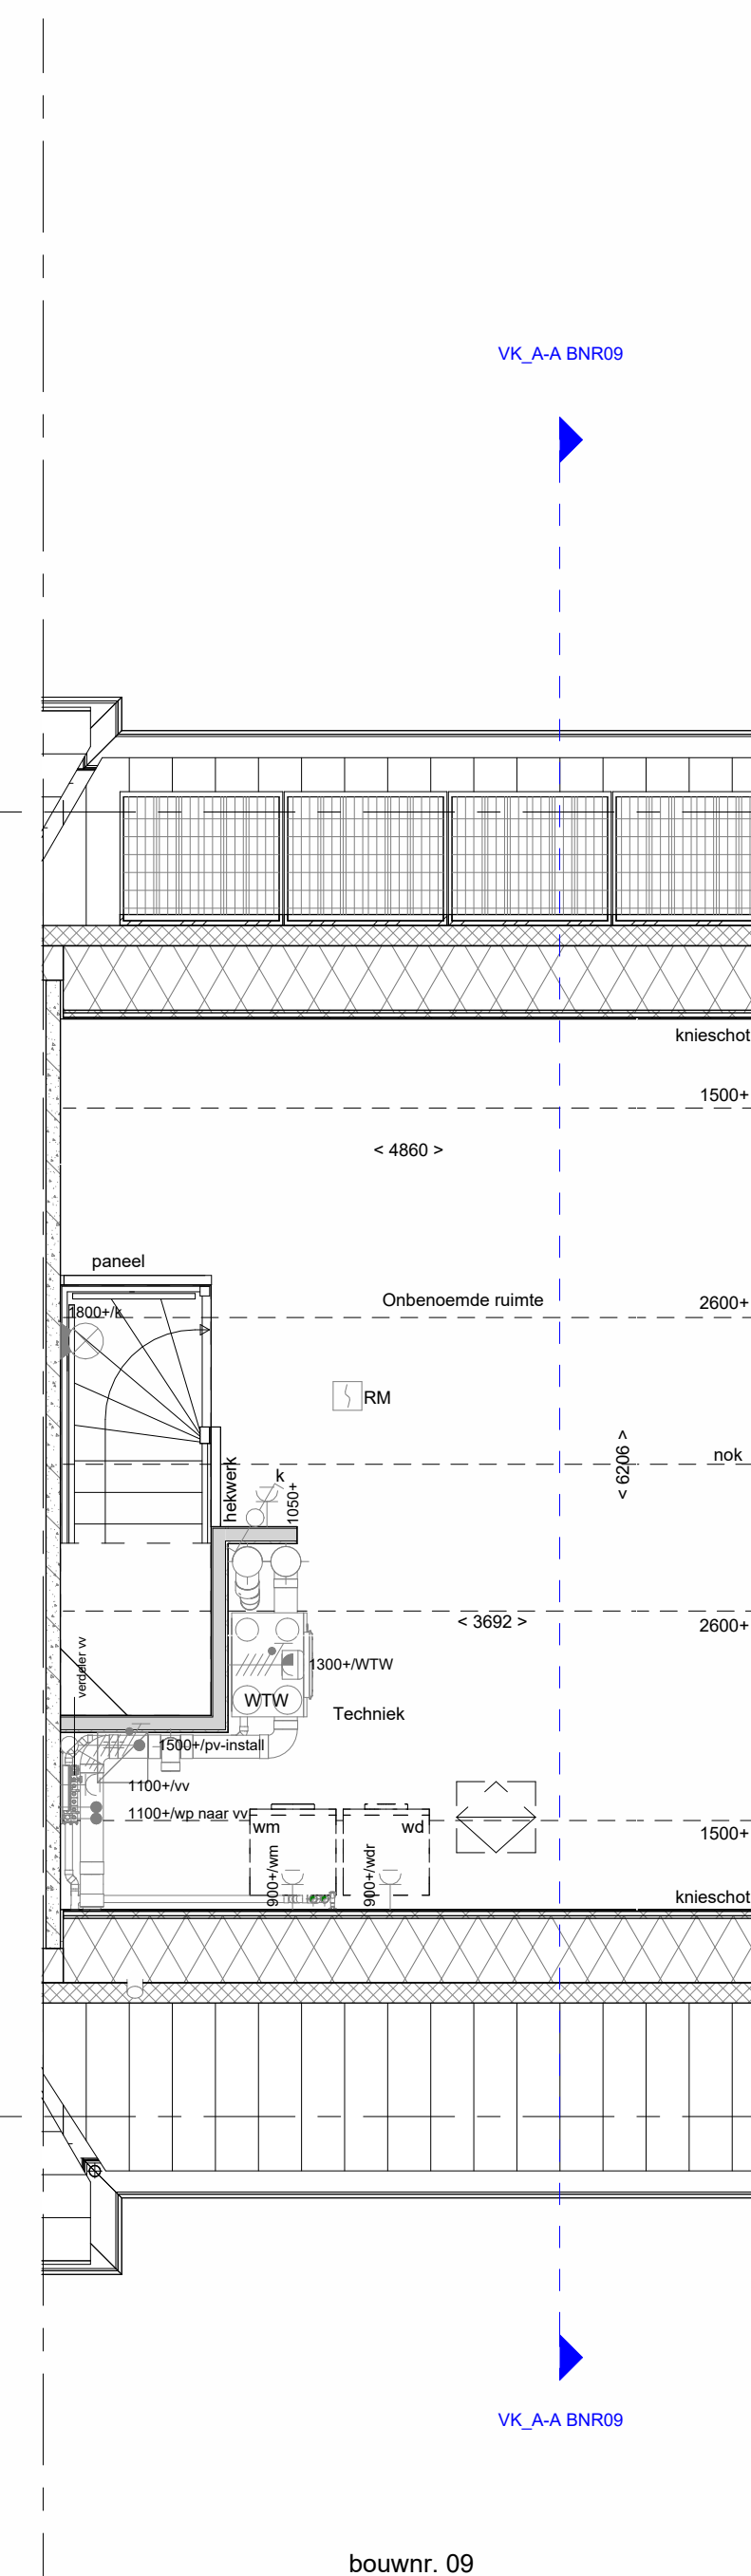 VK_A-A BNR09
knieschot
1500+
< 4860 >
paneel
Onbenoemde ruimte
2600+
1800+/k
RM
nok
< 6206 >
hekwerk
k
1050+
< 3692 >
2600+
verdeler vv
1300+/WTW
WTW
Techniek
1500+/pv-install
1100+/vv
1100+/wp naar vv
wm
wd
1500+
900+/wm
900+/wdr
knieschot
VK_A-A BNR09
bouwnr. 09